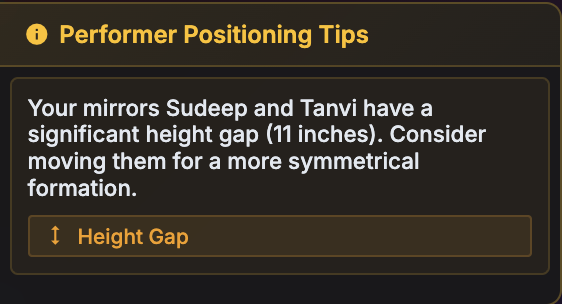 Performer Positioning Tips
Your mirrors Sudeep and Tanvi have a
significant height gap (11 inches). Consider
moving them for a more symmetrical
formation.
Height Gap